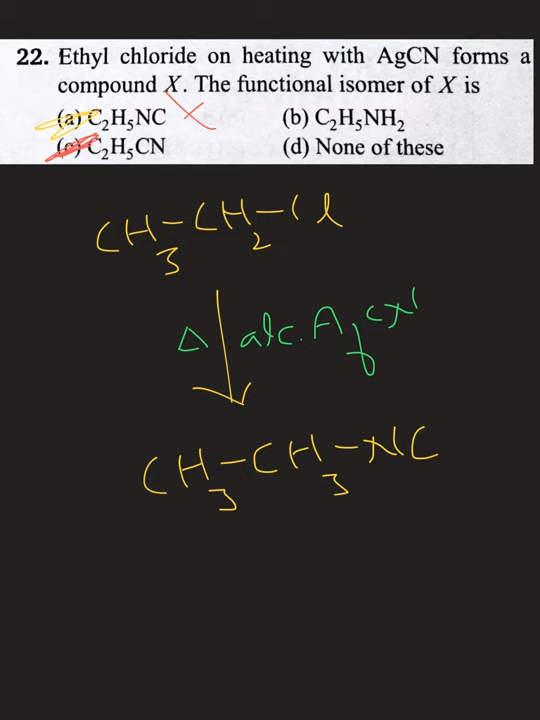 22. Ethyl chloride on heating with AgCN forms a
compound X. The functional isomer of X is
(a) C₂H₅NC (b) C₂H₅NH₂
(c) C₂H₅CN (d) None of these
CH₃-CH₂-Cl
Δ alc. AgCN
CH₃-CH₃-NC